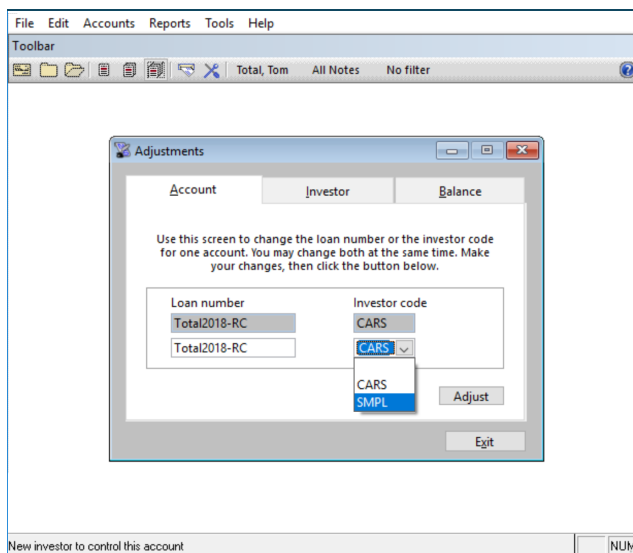 File Edit Accounts Reports Tools Help
Toolbar
Total, Tom All Notes No filter
Adjustments
Account Investor Balance
Use this screen to change the loan number or the investor code
for one account. You may change both at the same time. Make
your changes, then click the button below.
Loan number Investor code
Total2018-RC CARS
Total2018-RC CARS
CARS
SMPL
Adjust
Exit
New investor to control this account NUM